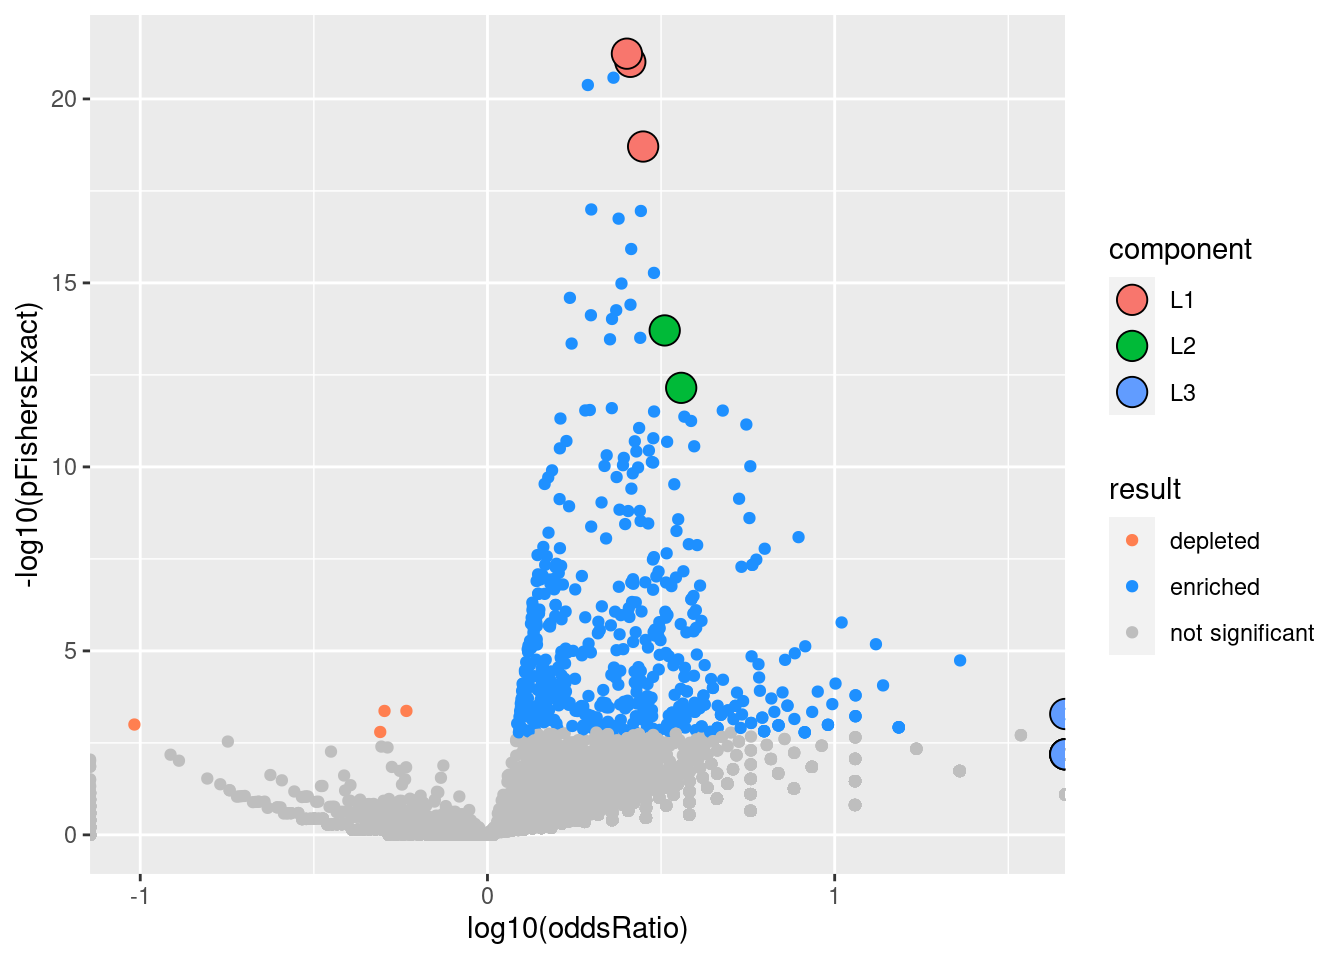 20
15
10
5
0
-log10(pFishersExact)
-1
0
1
log10(oddsRatio)
component
L1
L2
L3
result
depleted
enriched
not significant